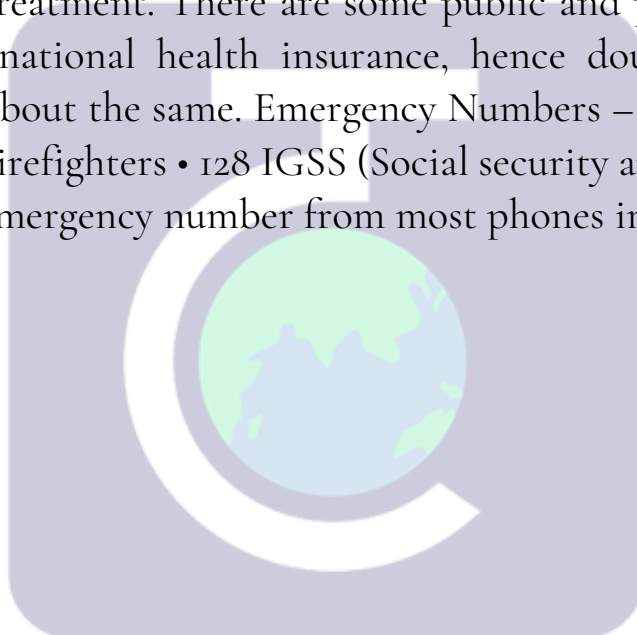 reatment. There are some public and
national health insurance, hence dou
bout the same. Emergency Numbers –
irefighters • 128 IGSS (Social security a
mergency number from most phones in